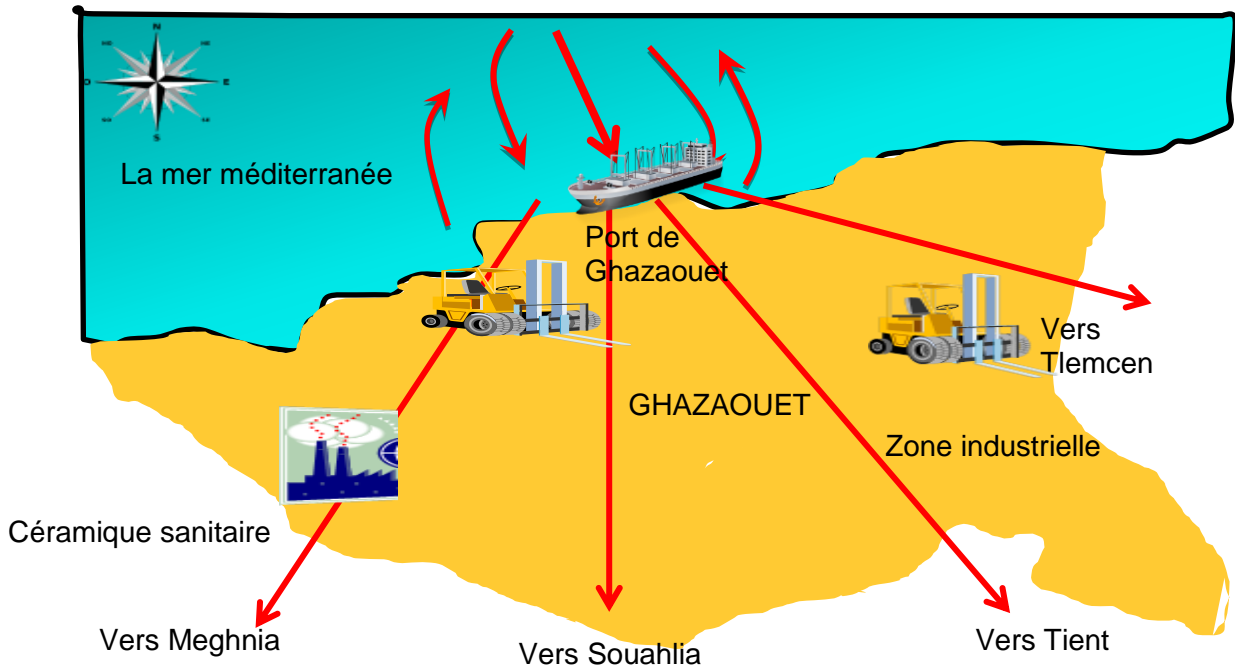 N
E
S
La mer méditerranée
Port de
Ghazaouet
Vers
Tlemcen
GHAZAOUET
Zone industrielle
Céramique sanitaire
Vers Meghnia
Vers Souahlia
Vers Tient